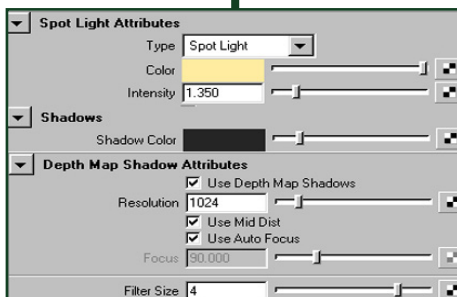 Spot Light Attributes
Type Spot Light
Color
Intensity 1.350
Shadows
Shadow Color
Depth Map Shadow Attributes
Use Depth Map Shadows
Resolution 1024
Use Mid Dist
Use Auto Focus
Focus 90.000
Filter Size 4